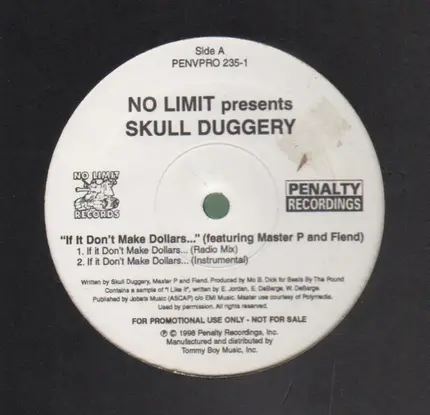 Side A
PENVPRO 235-1
NO LIMIT presents
SKULL DUGGERY
NO LIMIT
RECORDS
PENALTY
RECORDINGS
"If It Don't Make Dollars..." (featuring Master P and Fiend)
1. If it Don't Make Dollars... (Radio Mix)
2. If it Don't Make Dollars... (Instrumental)
Written by Skull Duggery, Master P and Fiend. Produced by Mo B. Dick for Beats By Tha Pound
Contains a sample of "I Like It", written by E. Jordan, E. DeBarge, W. DeBarge.
Published by Jobete Music (ASCAP) c/o EMI Music. Master use courtesy of Polymedia.
Used by permission. All rights reserved.
FOR PROMOTIONAL USE ONLY - NOT FOR SALE
℗ © 1998 Penalty Recordings, Inc.
Manufactured and distributed by
Tommy Boy Music, Inc.